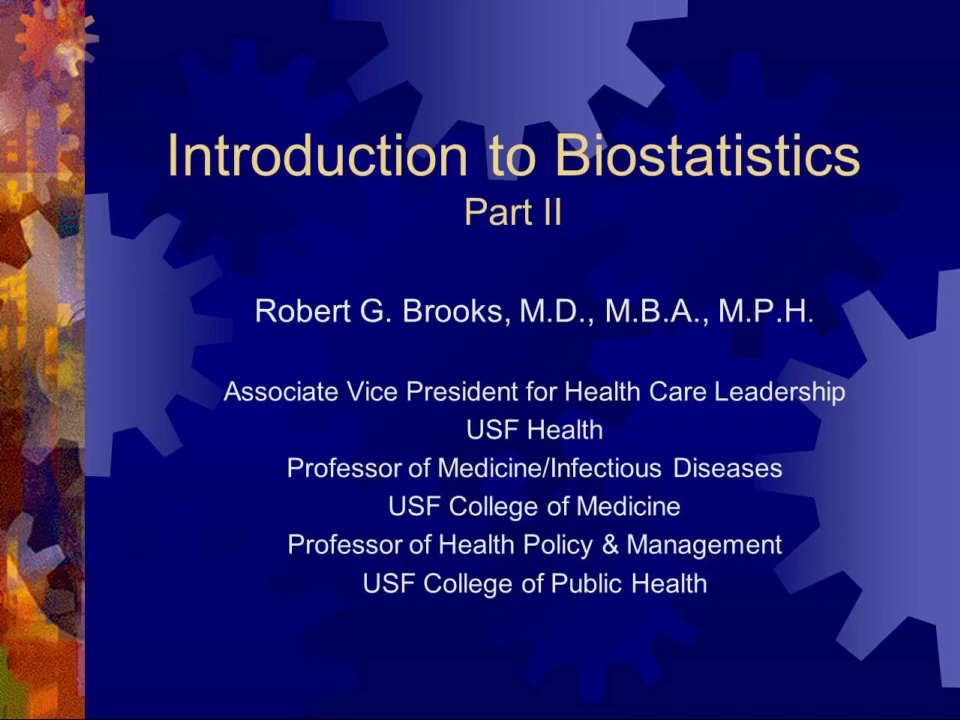 Introduction to Biostatistics
Part II
Robert G. Brooks, M.D., M.B.A., M.P.H.
Associate Vice President for Health Care Leadership
USF Health
Professor of Medicine/Infectious Diseases
USF College of Medicine
Professor of Health Policy & Management
USF College of Public Health